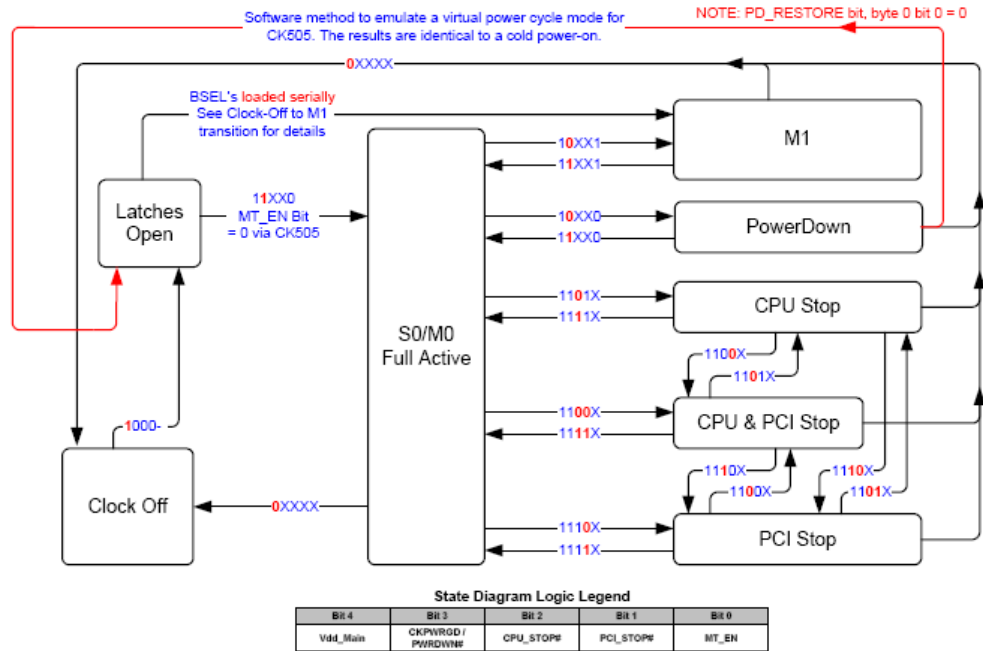 Software method to emulate a virtual power cycle mode for
CK505. The results are identical to a cold power-on.
NOTE: PD_RESTORE bit, byte 0 bit 0 = 0
0XXXX
BSEL's loaded serially
See Clock-Off to M1
transition for details
M1
10XX1
11XX1
Latches
Open
11XX0
MT_EN Bit
= 0 via CK505
10XX0
11XX0
PowerDown
S0/M0
Full Active
1101X
1111X
CPU Stop
1100X
1101X
1100X
1111X
CPU & PCI Stop
1000-
Clock Off
0XXXX
1110X
1100X
1110X
1101X
1110X
1111X
PCI Stop
State Diagram Logic Legend
Bit 4 Bit 3 Bit 2 Bit 1 Bit 0
Vdd_Main CKPWRGD / PWRDWN# CPU_STOP# PCI_STOP# MT_EN